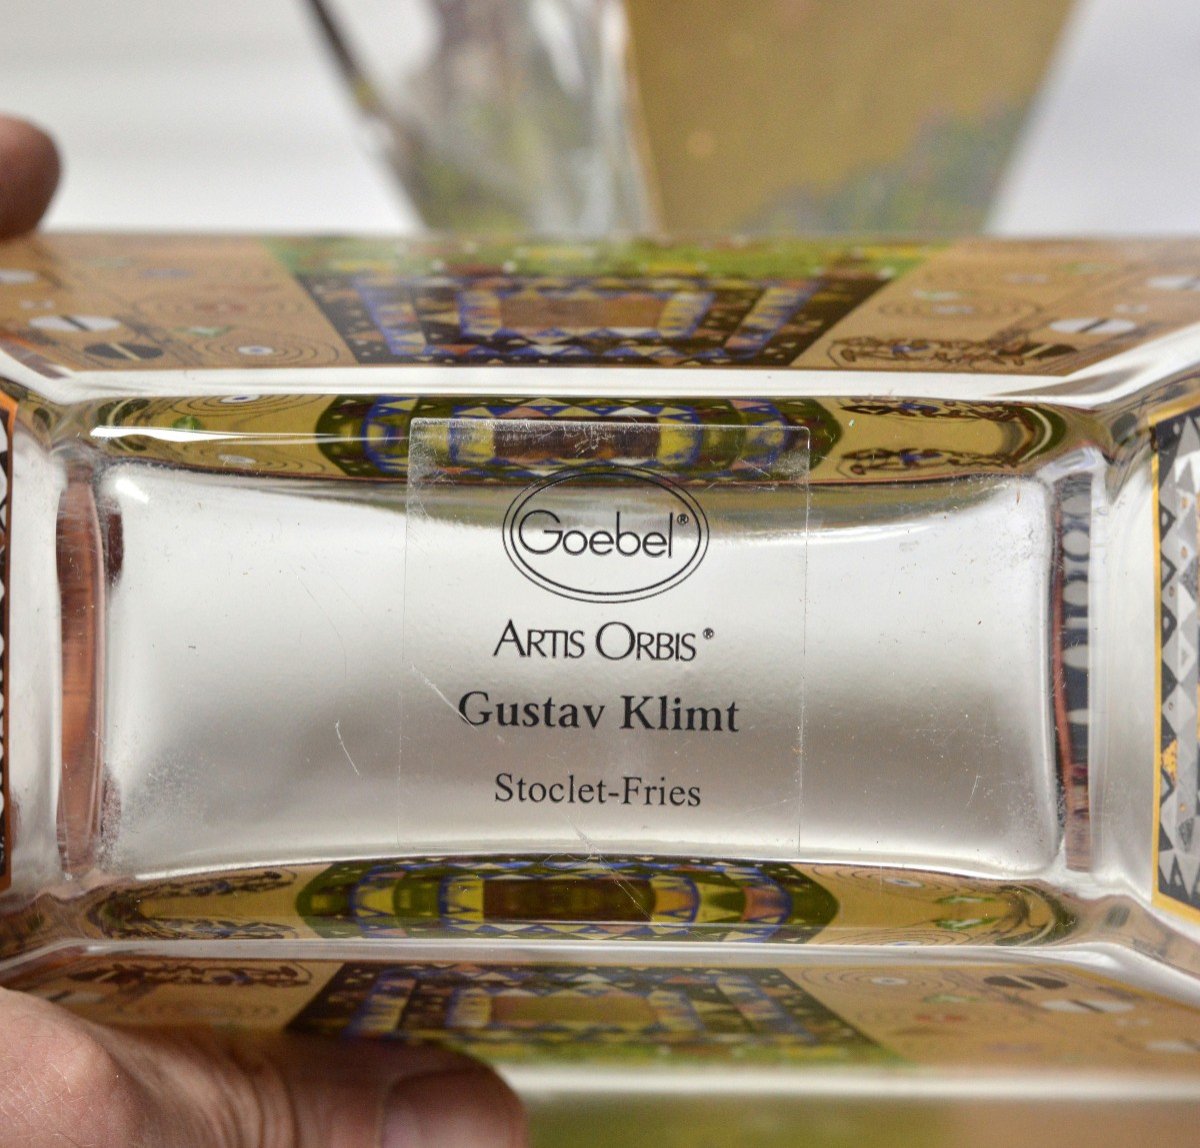 Goebel®
ARTIS ORBIS®
Gustav Klimt
Stoclet-Fries